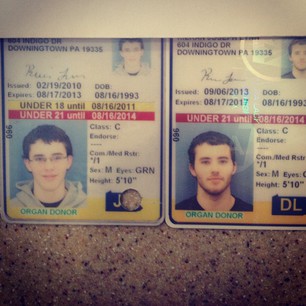 604 INDIGO DR
DOWNINGTOWN PA 19335
Issued: 02/19/2010 DOB:
Expires: 08/17/2013 08/16/1993
UNDER 18 until 08/16/2011
UNDER 21 until 08/16/2014
096
Class: C
Endorse: --
Com./Med Rstr:
*/1
Sex: M Eyes: GRN
Height: 5'10"
ORGAN DONOR
J
DOWNINGTOWN PA 19335
Issued: 09/06/2013 DOB:
Expires: 08/17/2017 08/16/1993
UNDER 21 until 08/16/2014
096
Class: C
Endorse: --
Com./Med Rstr:
*/1
Sex: M Eyes: GRN
Height: 5'10"
ORGAN DONOR
DL